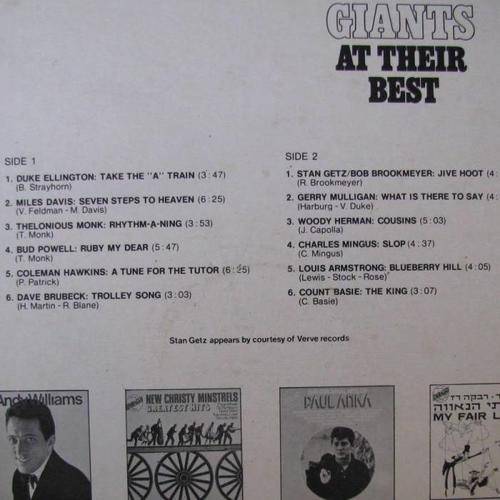 GIANTS
AT THEIR
BEST
SIDE 1
1. DUKE ELLINGTON: TAKE THE "A" TRAIN (3:47)
(B. Strayhorn)
2. MILES DAVIS: SEVEN STEPS TO HEAVEN (6:25)
(V. Feldman - M. Davis)
3. THELONIOUS MONK: RHYTHM-A-NING (3:53)
(T. Monk)
4. BUD POWELL: RUBY MY DEAR (5:47)
(T. Monk)
5. COLEMAN HAWKINS: A TUNE FOR THE TUTOR (6:25)
(P. Patrick)
6. DAVE BRUBECK: TROLLEY SONG (3:03)
(H. Martin - R. Blane)
SIDE 2
1. STAN GETZ/BOB BROOKMEYER: JIVE HOOT (4:
(R. Brookmeyer)
2. GERRY MULLIGAN: WHAT IS THERE TO SAY (4:
(Harburg - V. Duke)
3. WOODY HERMAN: COUSINS (5:03)
(J. Capolla)
4. CHARLES MINGUS: SLOP (4:37)
(C. Mingus)
5. LOUIS ARMSTRONG: BLUEBERRY HILL (4:05)
(Lewis - Stock - Rose)
6. COUNT BASIE: THE KING (3:07)
(C. Basie)
Stan Getz appears by courtesy of Verve records
Andy Williams
NEW CHRISTY MINSTRELS
GREATEST HITS
PAUL ANKA
רבקה רז
תי הנאווה
MY FAIR L